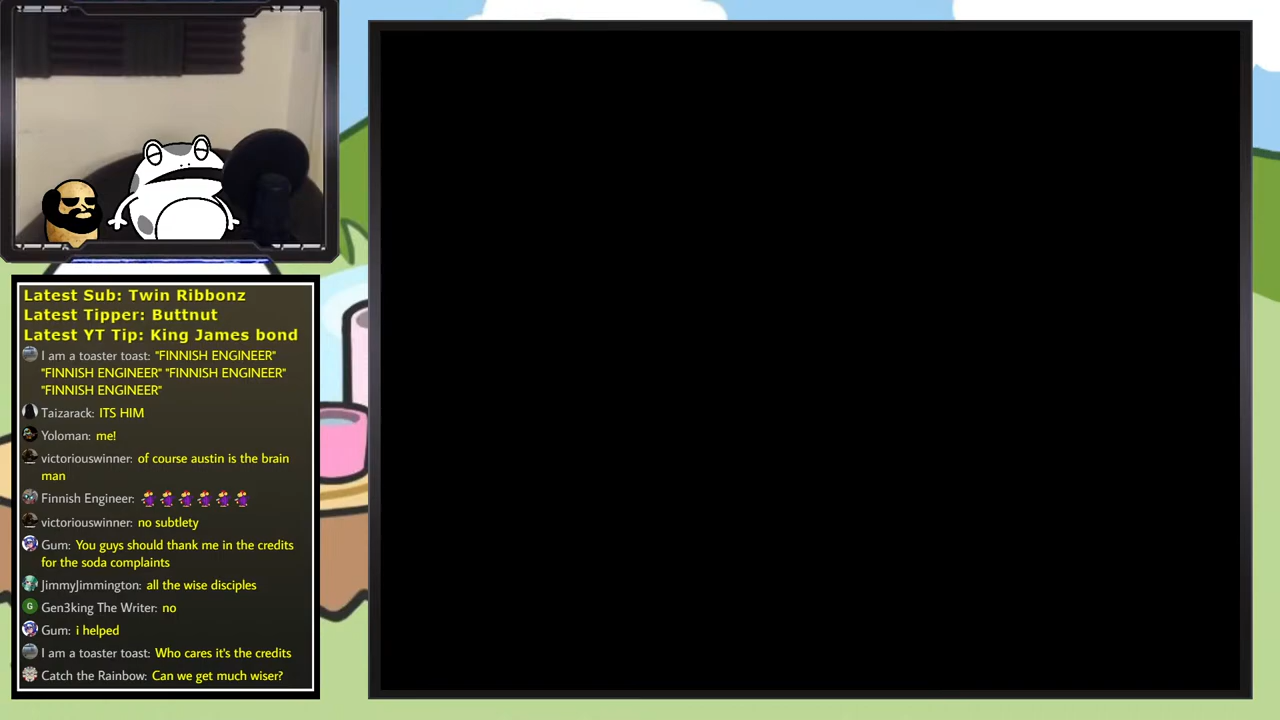 Latest Sub: Twin Ribbonz
Latest Tipper: Buttnut
Latest YT Tip: King James bond
I am a toaster toast: "FINNISH ENGINEER"
"FINNISH ENGINEER" "FINNISH ENGINEER"
"FINNISH ENGINEER"
Taizarack: ITS HIM
Yoloman: me!
victoriouswinner: of course austin is the brain
man
Finnish Engineer:
victoriouswinner: no subtlety
Gum: You guys should thank me in the credits
for the soda complaints
JimmyJimmington: all the wise disciples
G Gen3king The Writer: no
Gum: i helped
I am a toaster toast: Who cares it's the credits
Catch the Rainbow: Can we get much wiser?